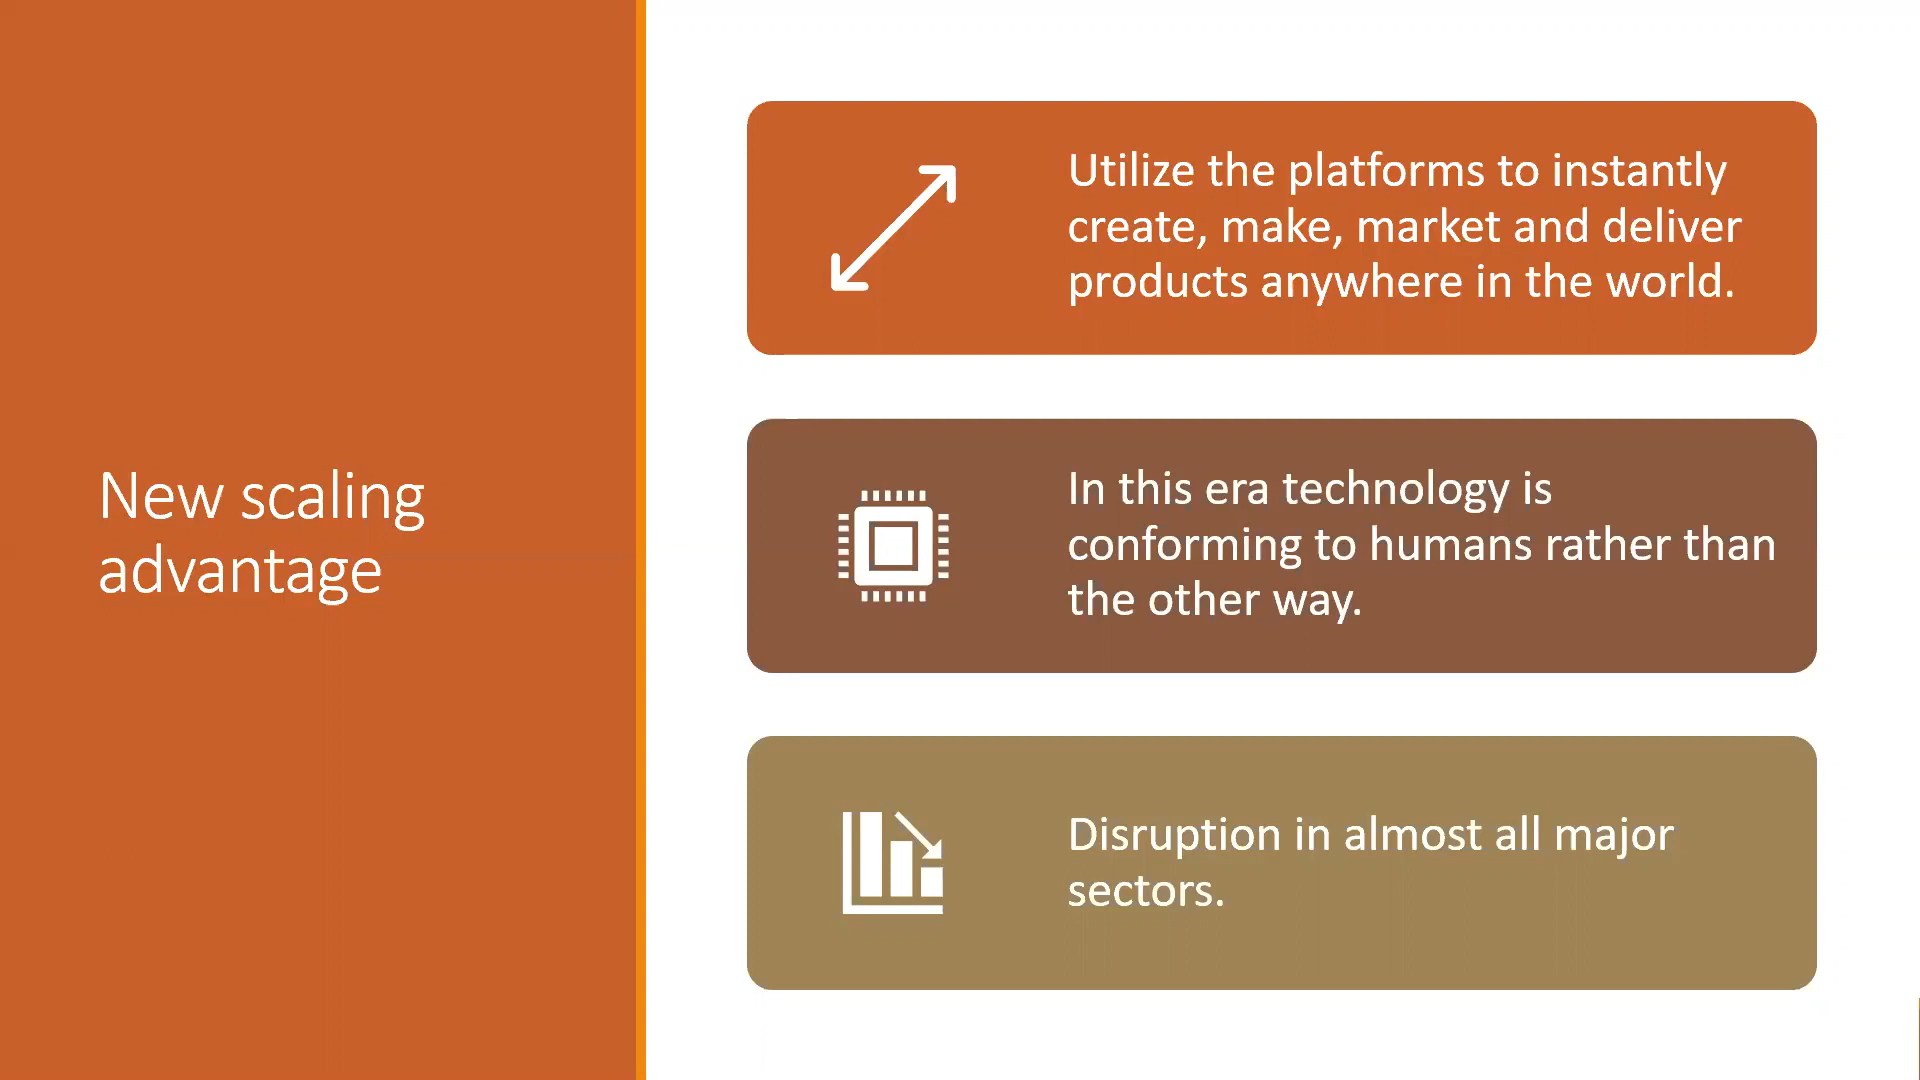 New scaling
advantage
Utilize the platforms to instantly
create, make, market and deliver
products anywhere in the world.
In this era technology is
conforming to humans rather than
the other way.
Disruption in almost all major
sectors.